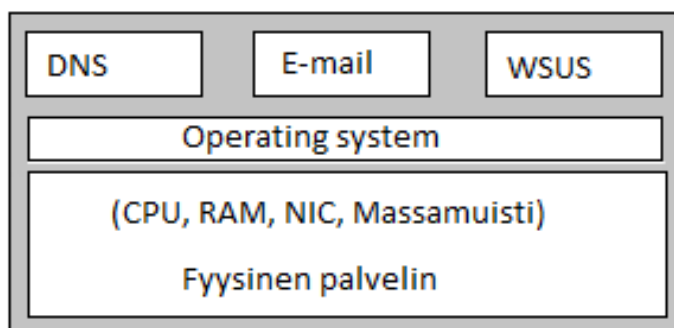 DNS
E-mail
WSUS
Operating system
(CPU, RAM, NIC, Massamuisti)
Fyysinen palvelin